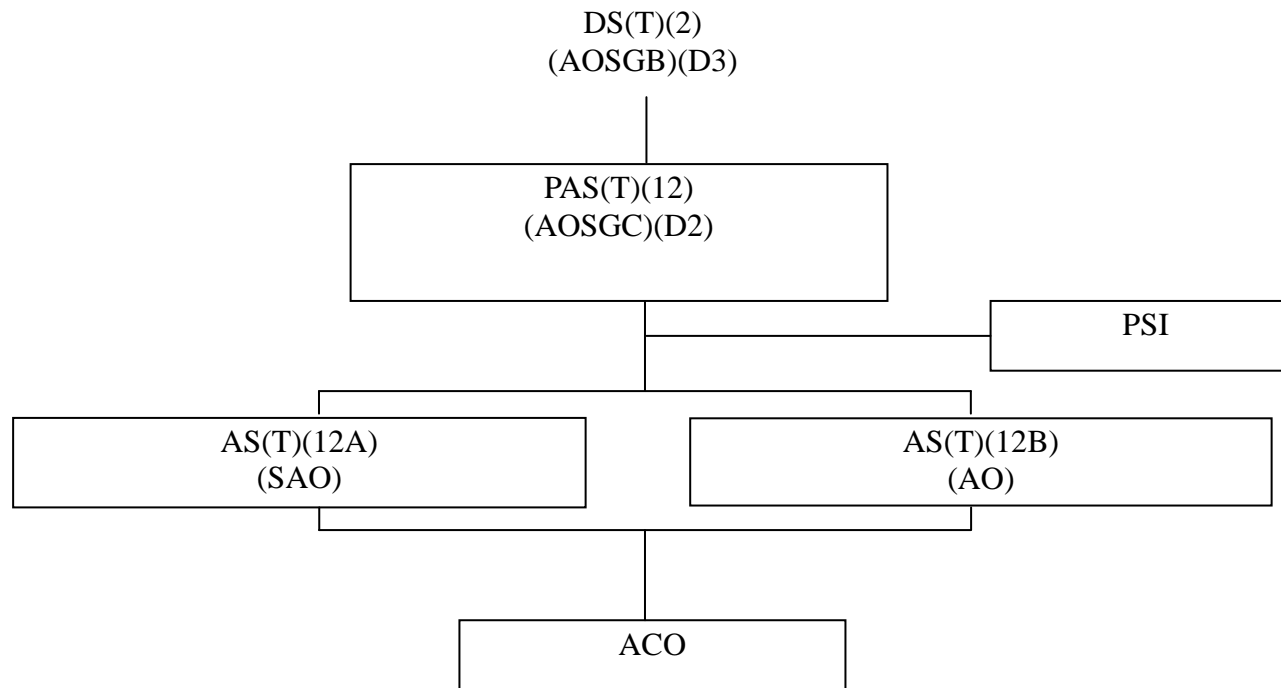 DS(T)(2)
(AOSGB)(D3)
PAS(T)(12)
(AOSGC)(D2)
PSI
AS(T)(12A)
(SAO)
AS(T)(12B)
(AO)
ACO